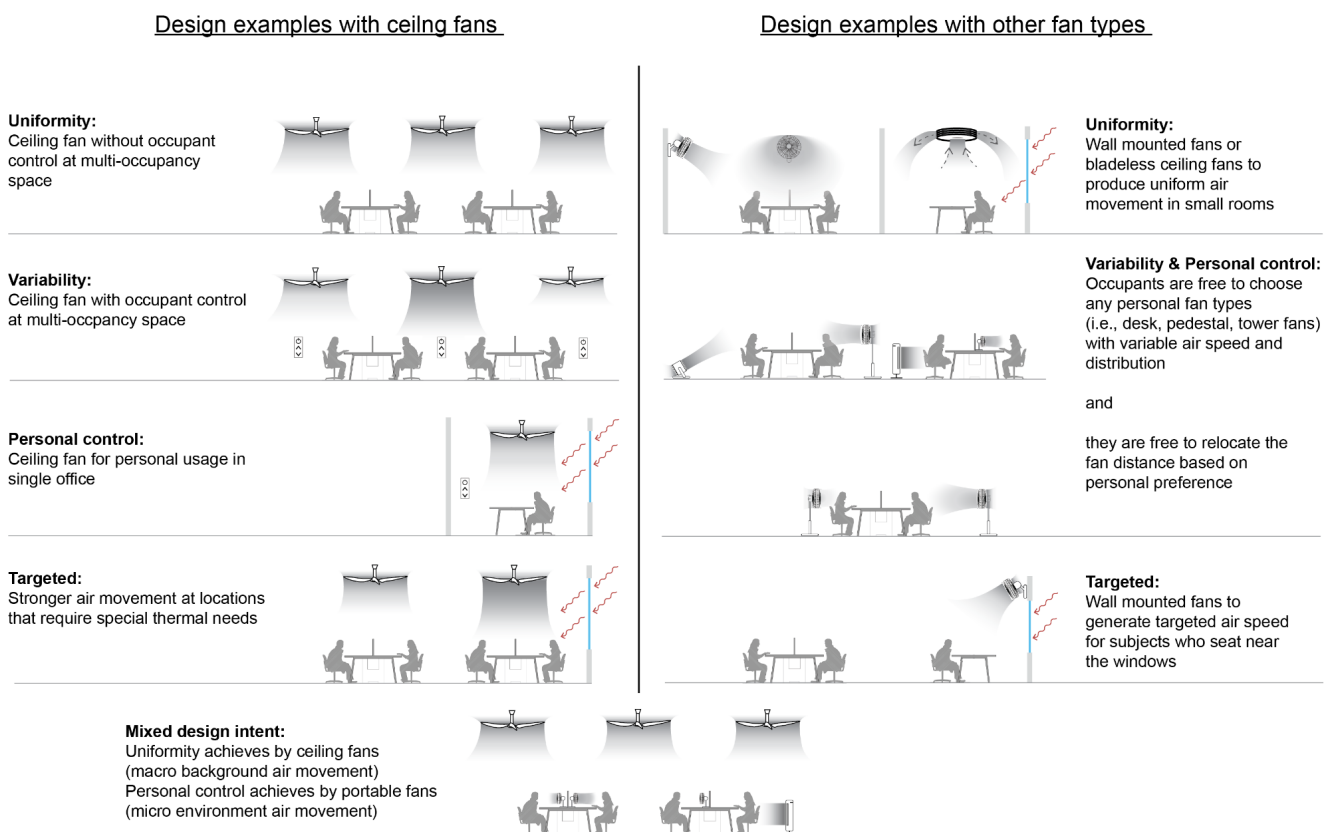 Design examples with ceilng fans
Uniformity:
Ceiling fan without occupant
control at multi-occupancy
space
Variability:
Ceiling fan with occupant control
at multi-occpancy space
Personal control:
Ceiling fan for personal usage in
single office
Targeted:
Stronger air movement at locations
that require special thermal needs
Design examples with other fan types
Uniformity:
Wall mounted fans or
bladeless ceiling fans to
produce uniform air
movement in small rooms
Variability & Personal control:
Occupants are free to choose
any personal fan types
(i.e., desk, pedestal, tower fans)
with variable air speed and
distribution
and
they are free to relocate the
fan distance based on
personal preference
Targeted:
Wall mounted fans to
generate targeted air speed
for subjects who seat near
the windows
Mixed design intent:
Uniformity achieves by ceiling fans
(macro background air movement)
Personal control achieves by portable fans
(micro environment air movement)